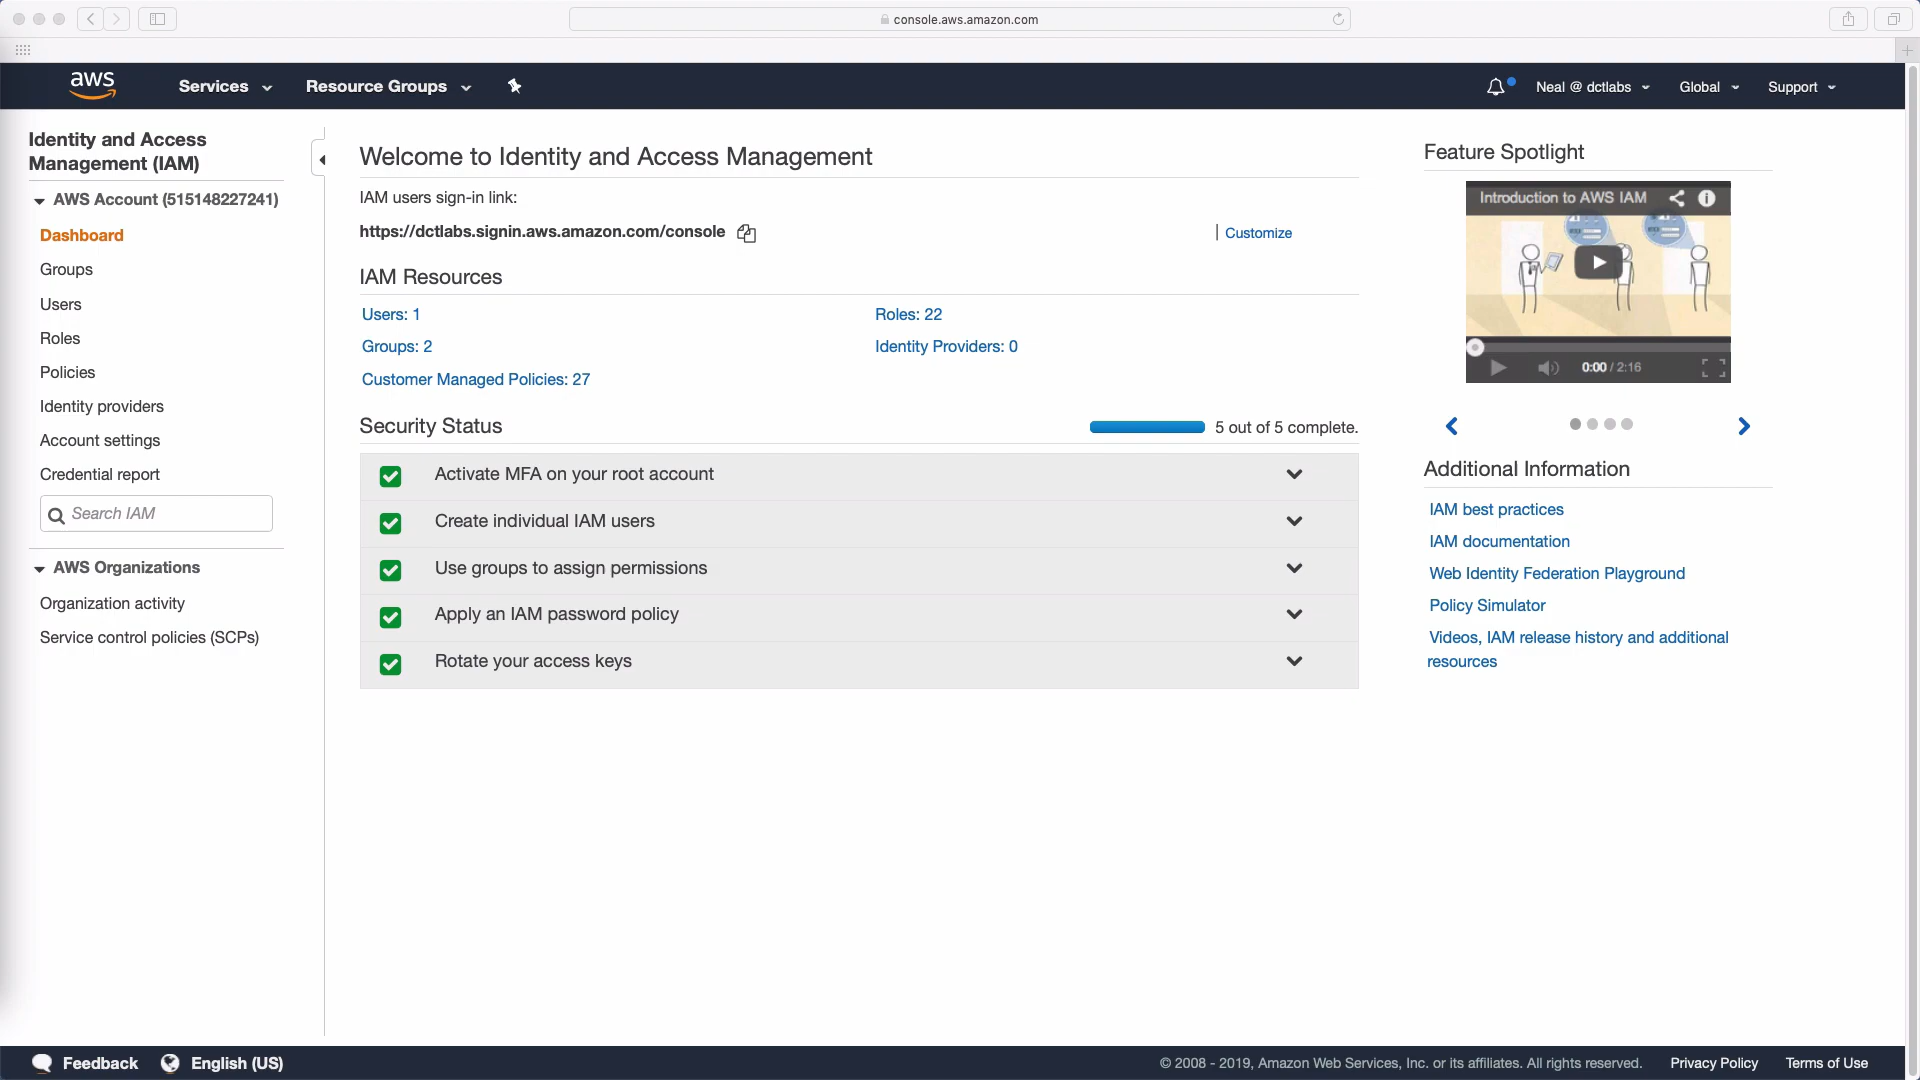 console.aws.amazon.com
aws
Services
Resource Groups
Neal @ dctlabs
Global
Support
Identity and Access
Management (IAM)
AWS Account (515148227241)
Dashboard
Groups
Users
Roles
Policies
Identity providers
Account settings
Credential report
Search IAM
AWS Organizations
Organization activity
Service control policies (SCPs)
Welcome to Identity and Access Management
IAM users sign-in link:
https://dctlabs.signin.aws.amazon.com/console
| Customize
IAM Resources
Users: 1
Roles: 22
Groups: 2
Identity Providers: 0
Customer Managed Policies: 27
Security Status
5 out of 5 complete.
Activate MFA on your root account
Create individual IAM users
Use groups to assign permissions
Apply an IAM password policy
Rotate your access keys
Feature Spotlight
Introduction to AWS IAM
0:00 / 2:16
Additional Information
IAM best practices
IAM documentation
Web Identity Federation Playground
Policy Simulator
Videos, IAM release history and additional
resources
Feedback
English (US)
© 2008 - 2019, Amazon Web Services, Inc. or its affiliates. All rights reserved.
Privacy Policy
Terms of Use